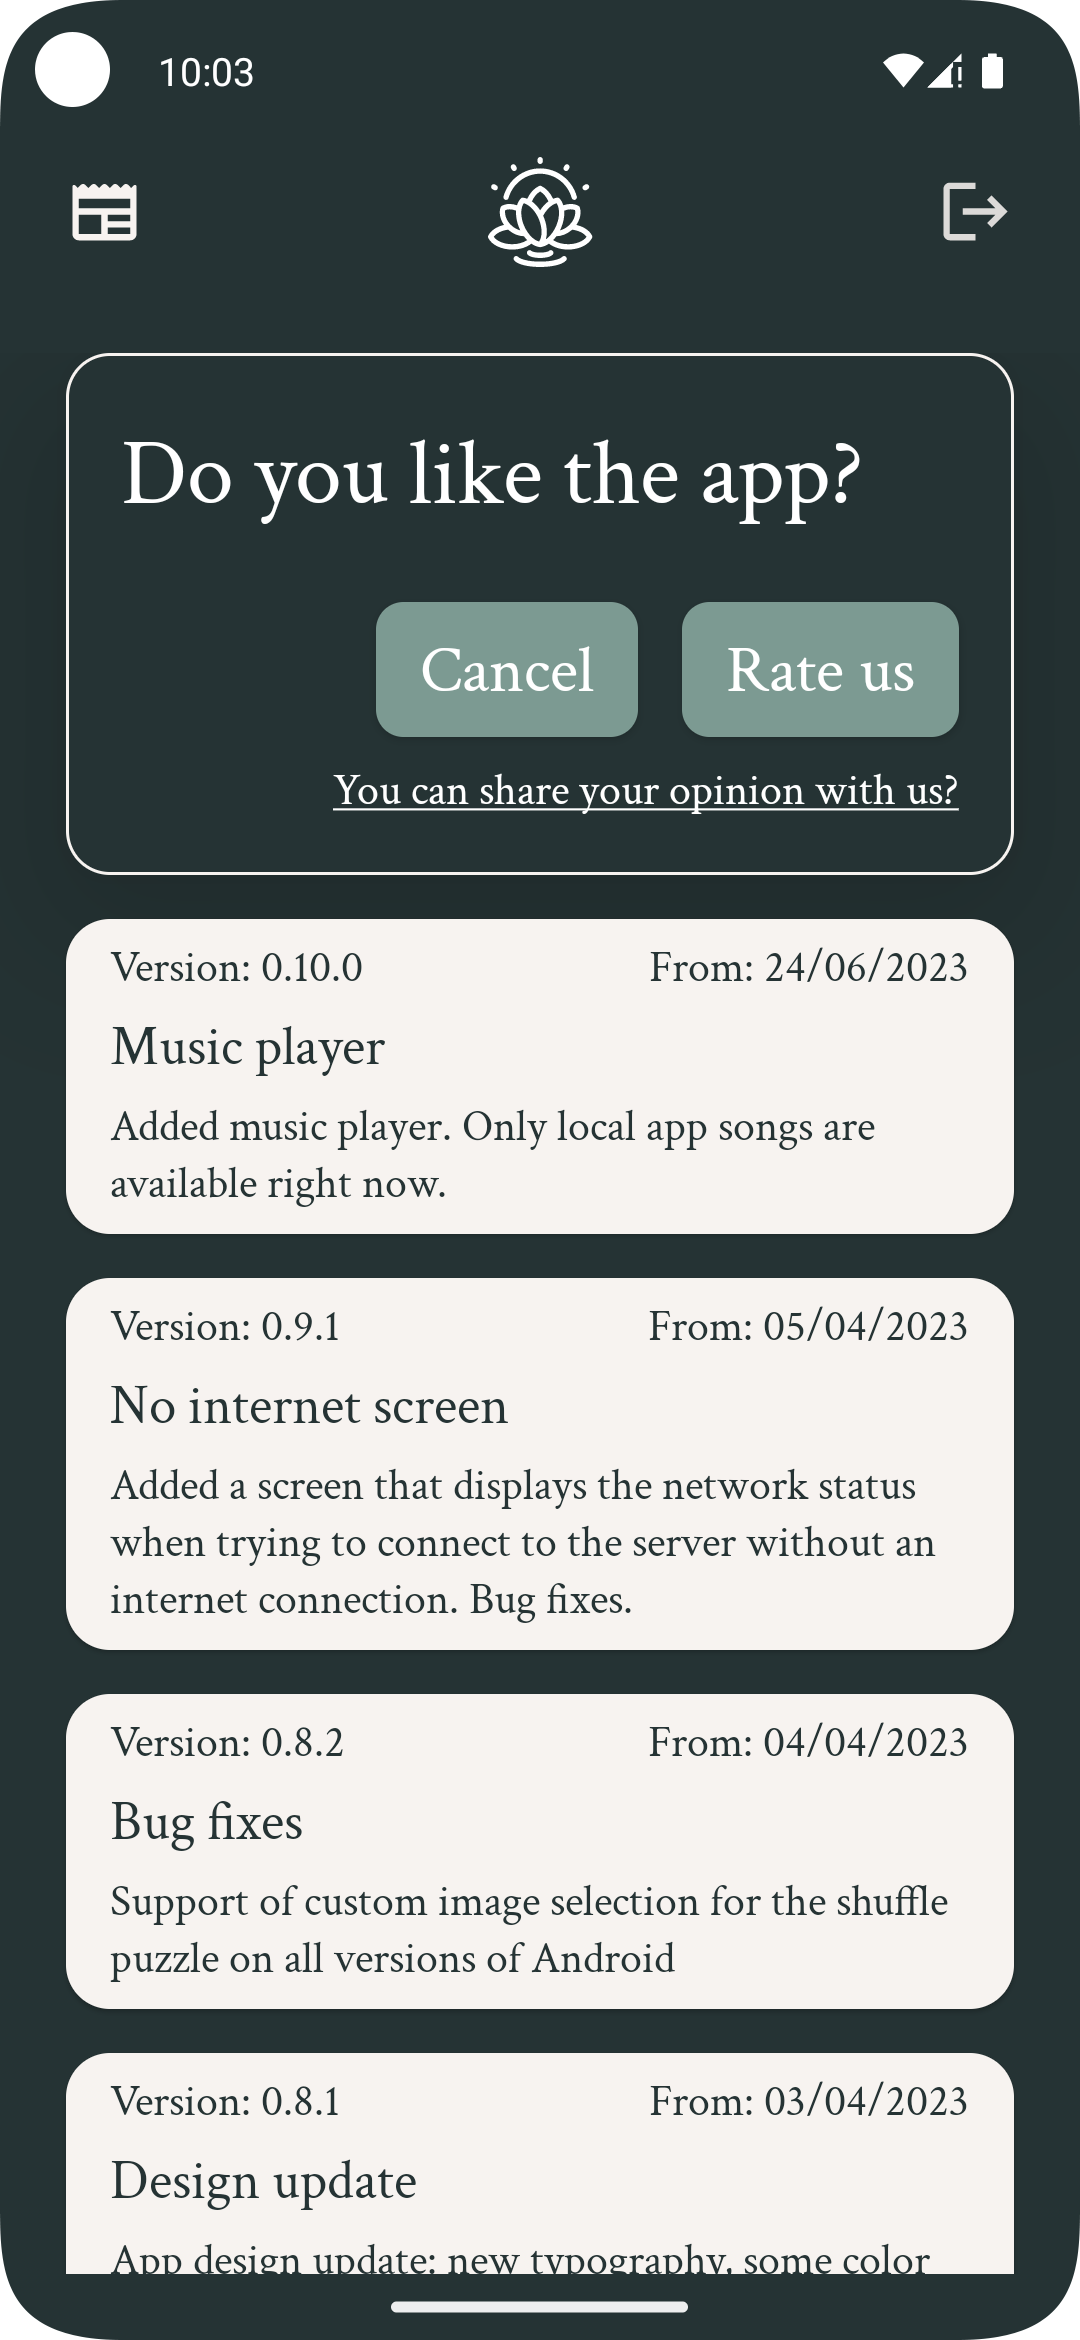 10:03
Do you like the app?
Cancel
Rate us
You can share your opinion with us?
Version: 0.10.0
From: 24/06/2023
Music player
Added music player. Only local app songs are
available right now.
Version: 0.9.1
From: 05/04/2023
No internet screen
Added a screen that displays the network status
when trying to connect to the server without an
internet connection. Bug fixes.
Version: 0.8.2
From: 04/04/2023
Bug fixes
Support of custom image selection for the shuffle
puzzle on all versions of Android
Version: 0.8.1
From: 03/04/2023
Design update
App design update: new typography, some color